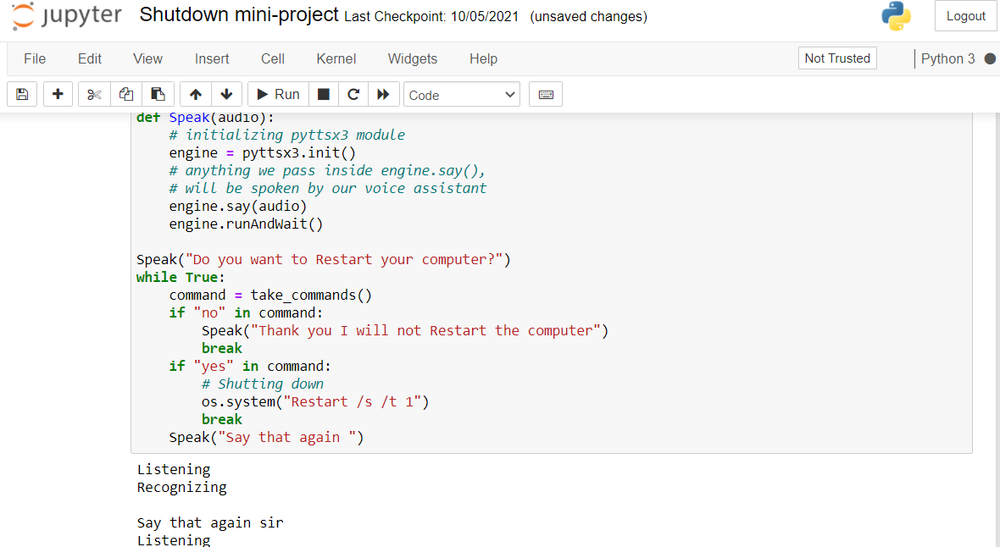 jupyter Shutdown mini-project Last Checkpoint: 10/05/2021 (unsaved changes) Logout
File Edit View Insert Cell Kernel Widgets Help Not Trusted Python 3
Run Code
def Speak(audio):
    # initializing pyttsx3 module
    engine = pyttsx3.init()
    # anything we pass inside engine.say(),
    # will be spoken by our voice assistant
    engine.say(audio)
    engine.runAndWait()
Speak("Do you want to Restart your computer?")
while True:
    command = take_commands()
    if "no" in command:
        Speak("Thank you I will not Restart the computer")
        break
    if "yes" in command:
        # Shutting down
        os.system("Restart /s /t 1")
        break
    Speak("Say that again ")
Listening
Recognizing
Say that again sir
Listening